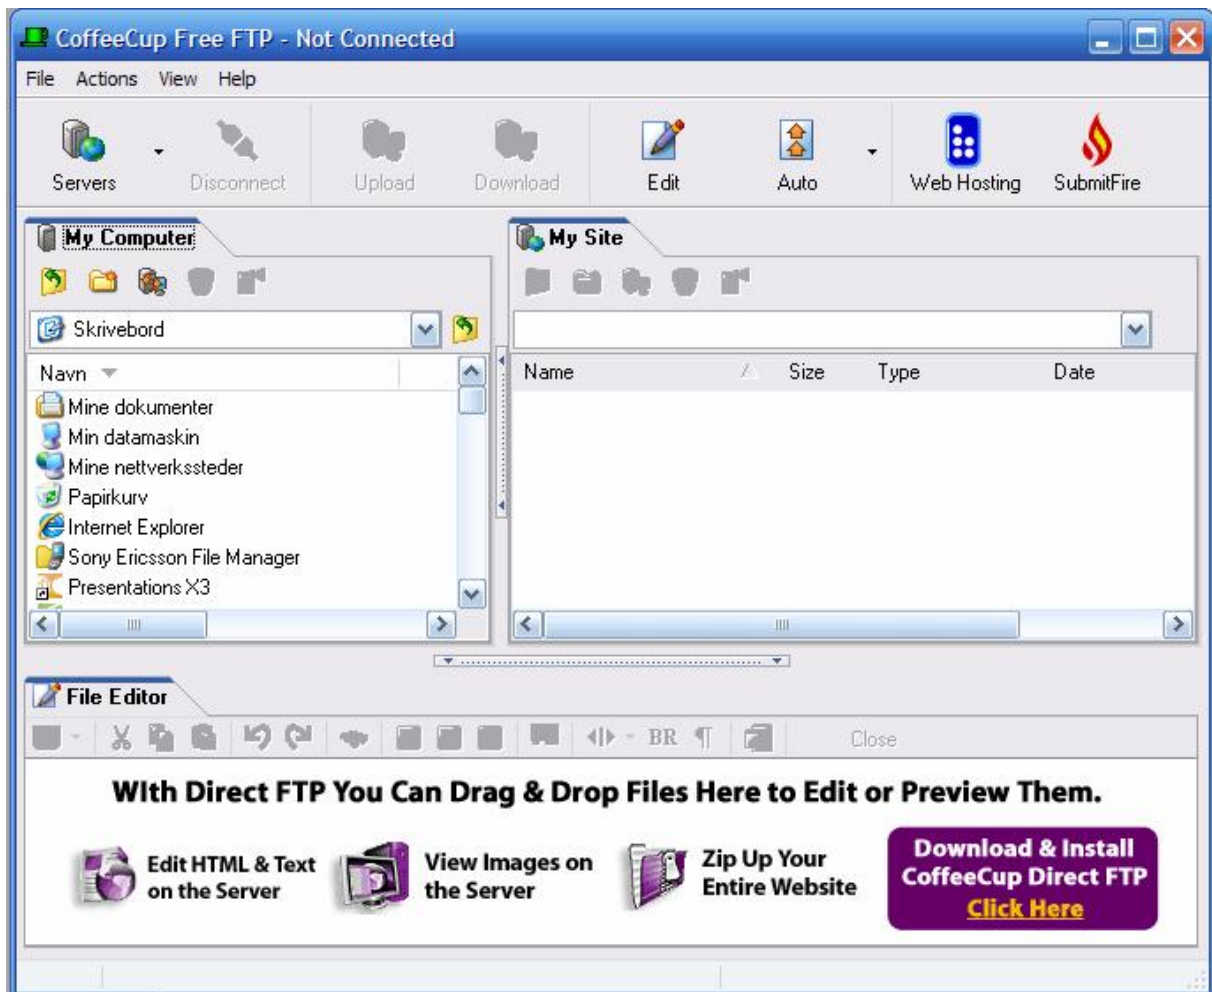 CoffeeCup Free FTP - Not Connected
File Actions View Help
Servers Disconnect Upload Download Edit Auto Web Hosting SubmitFire
My Computer
My Site
Skrivebord
Navn
Name Size Type Date
Mine dokumenter
Min datamaskin
Mine nettverkssteder
Papirkurv
Internet Explorer
Sony Ericsson File Manager
Presentations X3
File Editor
BR ¶ Close
WIth Direct FTP You Can Drag & Drop Files Here to Edit or Preview Them.
Edit HTML & Text
on the Server
View Images on
the Server
Zip Up Your
Entire Website
Download & Install
CoffeeCup Direct FTP
Click Here